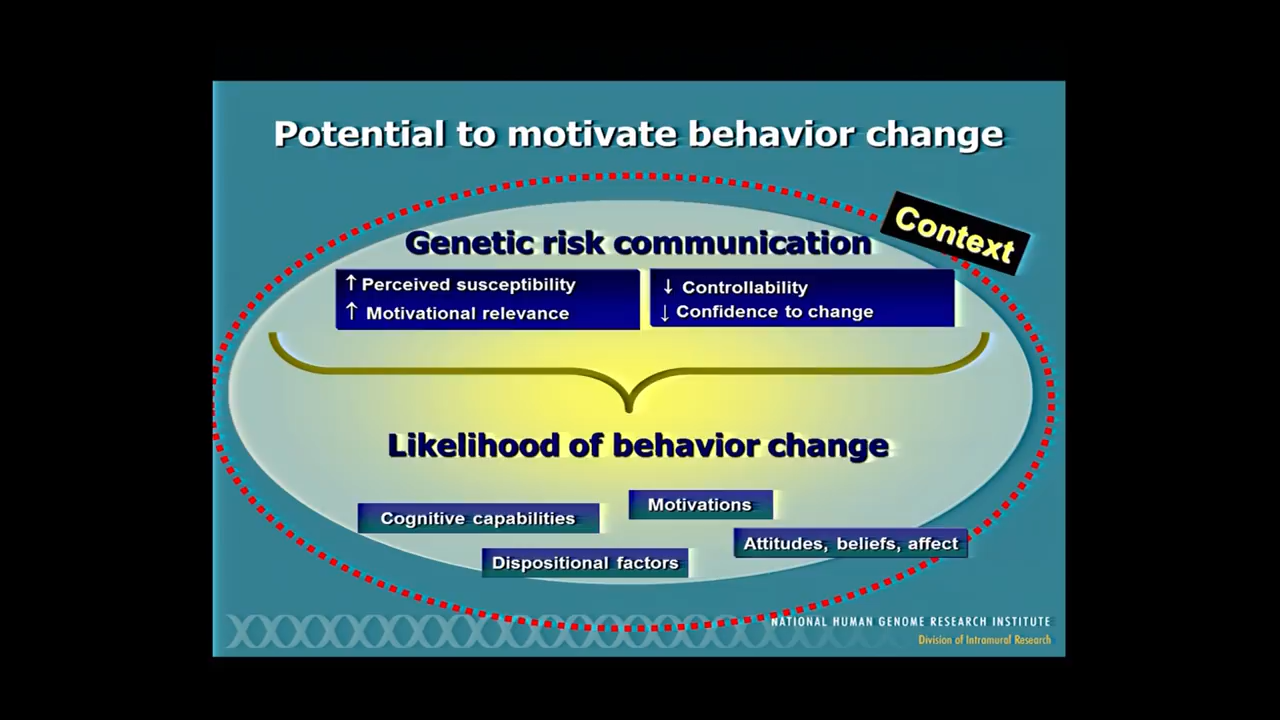 Potential to motivate behavior change
Context
Genetic risk communication
↑ Perceived susceptibility
↑ Motivational relevance
↓ Controllability
↓ Confidence to change
Likelihood of behavior change
Motivations
Cognitive capabilities
Attitudes, beliefs, affect
Dispositional factors
NATIONAL HUMAN GENOME RESEARCH INSTITUTE
Division of Intramural Research